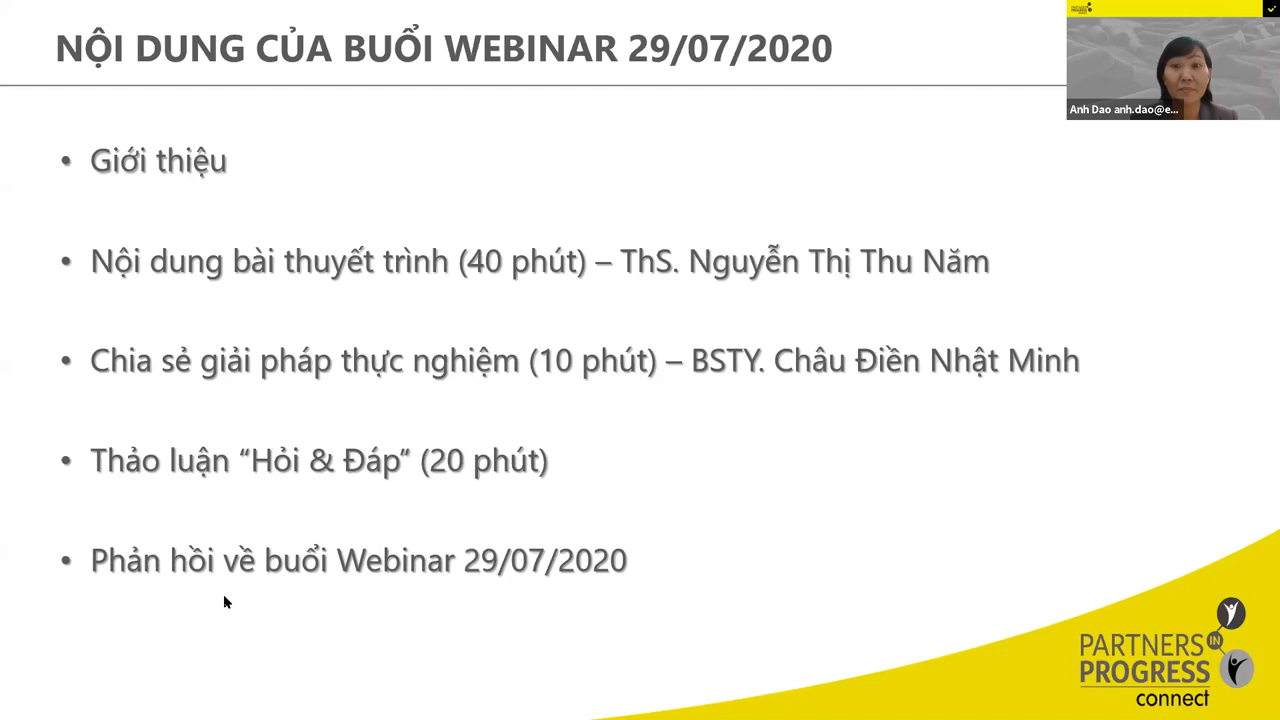 NỘI DUNG CỦA BUỔI WEBINAR 29/07/2020
PARTNERS
PROGRESS
Anh Dao anh.dao@e...
• Giới thiệu
• Nội dung bài thuyết trình (40 phút) – ThS. Nguyễn Thị Thu Năm
• Chia sẻ giải pháp thực nghiệm (10 phút) – BSTY. Châu Điền Nhật Minh
• Thảo luận “Hỏi & Đáp” (20 phút)
• Phản hồi về buổi Webinar 29/07/2020
PARTNERS IN
PROGRESS
connect